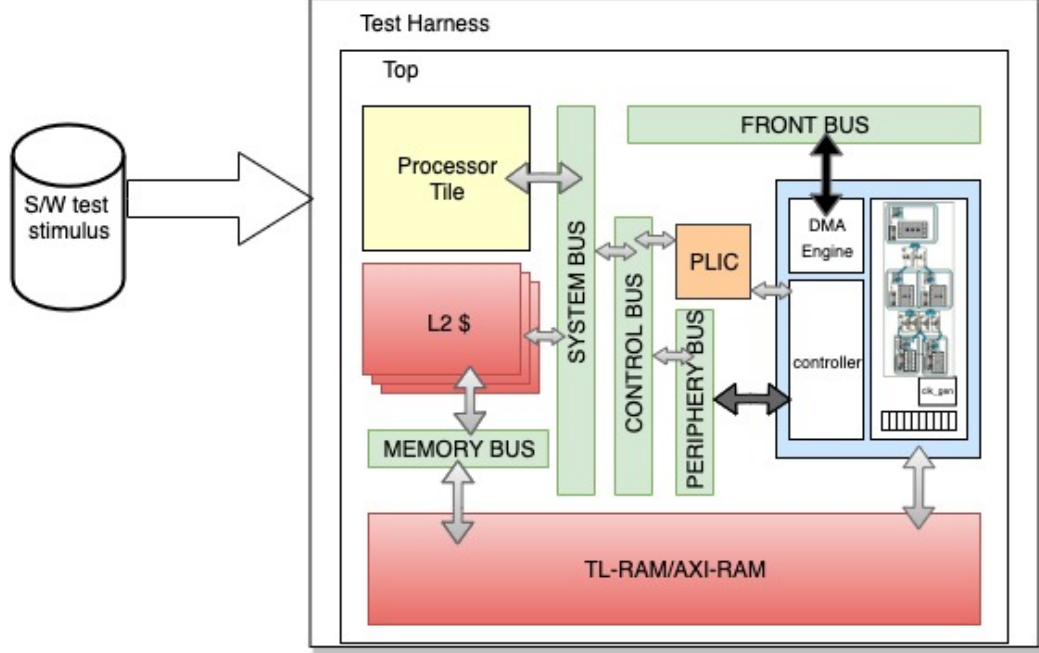 Test Harness
Top
S/W test
stimulus
Processor
Tile
L2 $
MEMORY BUS
SYSTEM BUS
CONTROL BUS
PERIPHERY BUS
PLIC
FRONT BUS
DMA
Engine
controller
clk_gen
TL-RAM/AXI-RAM